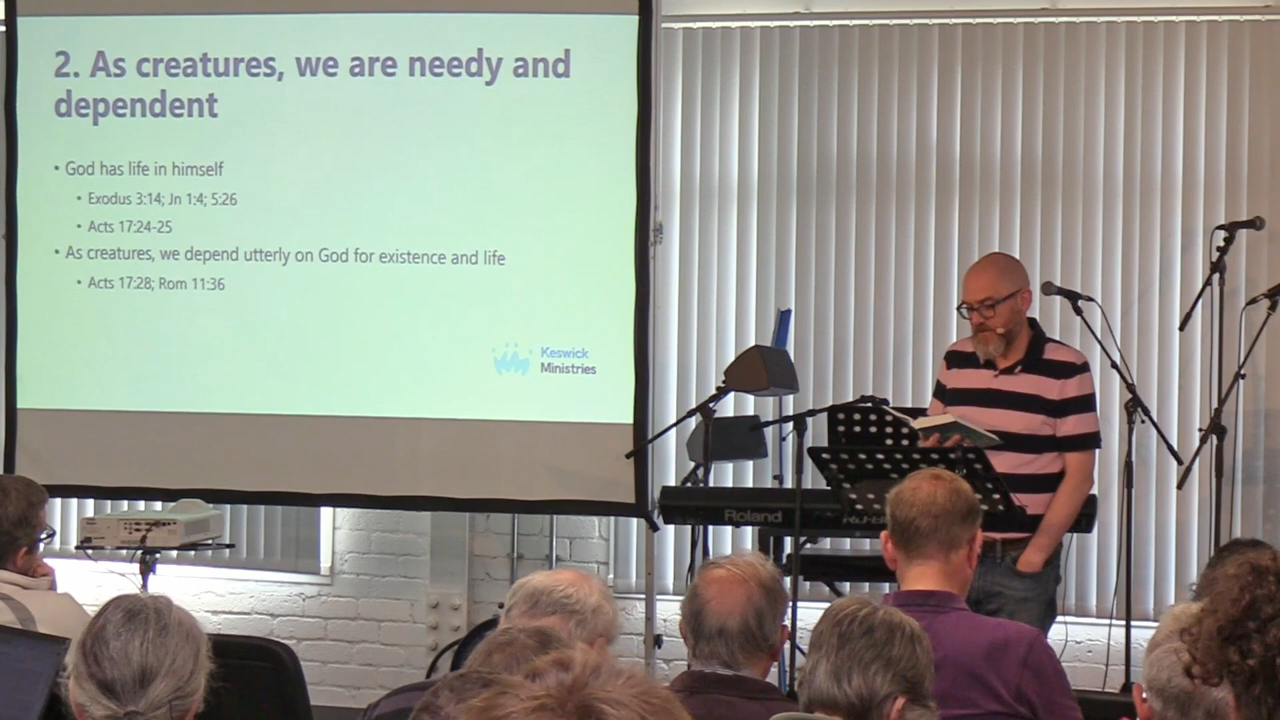 2. As creatures, we are needy and
dependent
• God has life in himself
• Exodus 3:14; Jn 1:4; 5:26
• Acts 17:24-25
• As creatures, we depend utterly on God for existence and life
• Acts 17:28; Rom 11:36
Keswick
Ministries
Roland